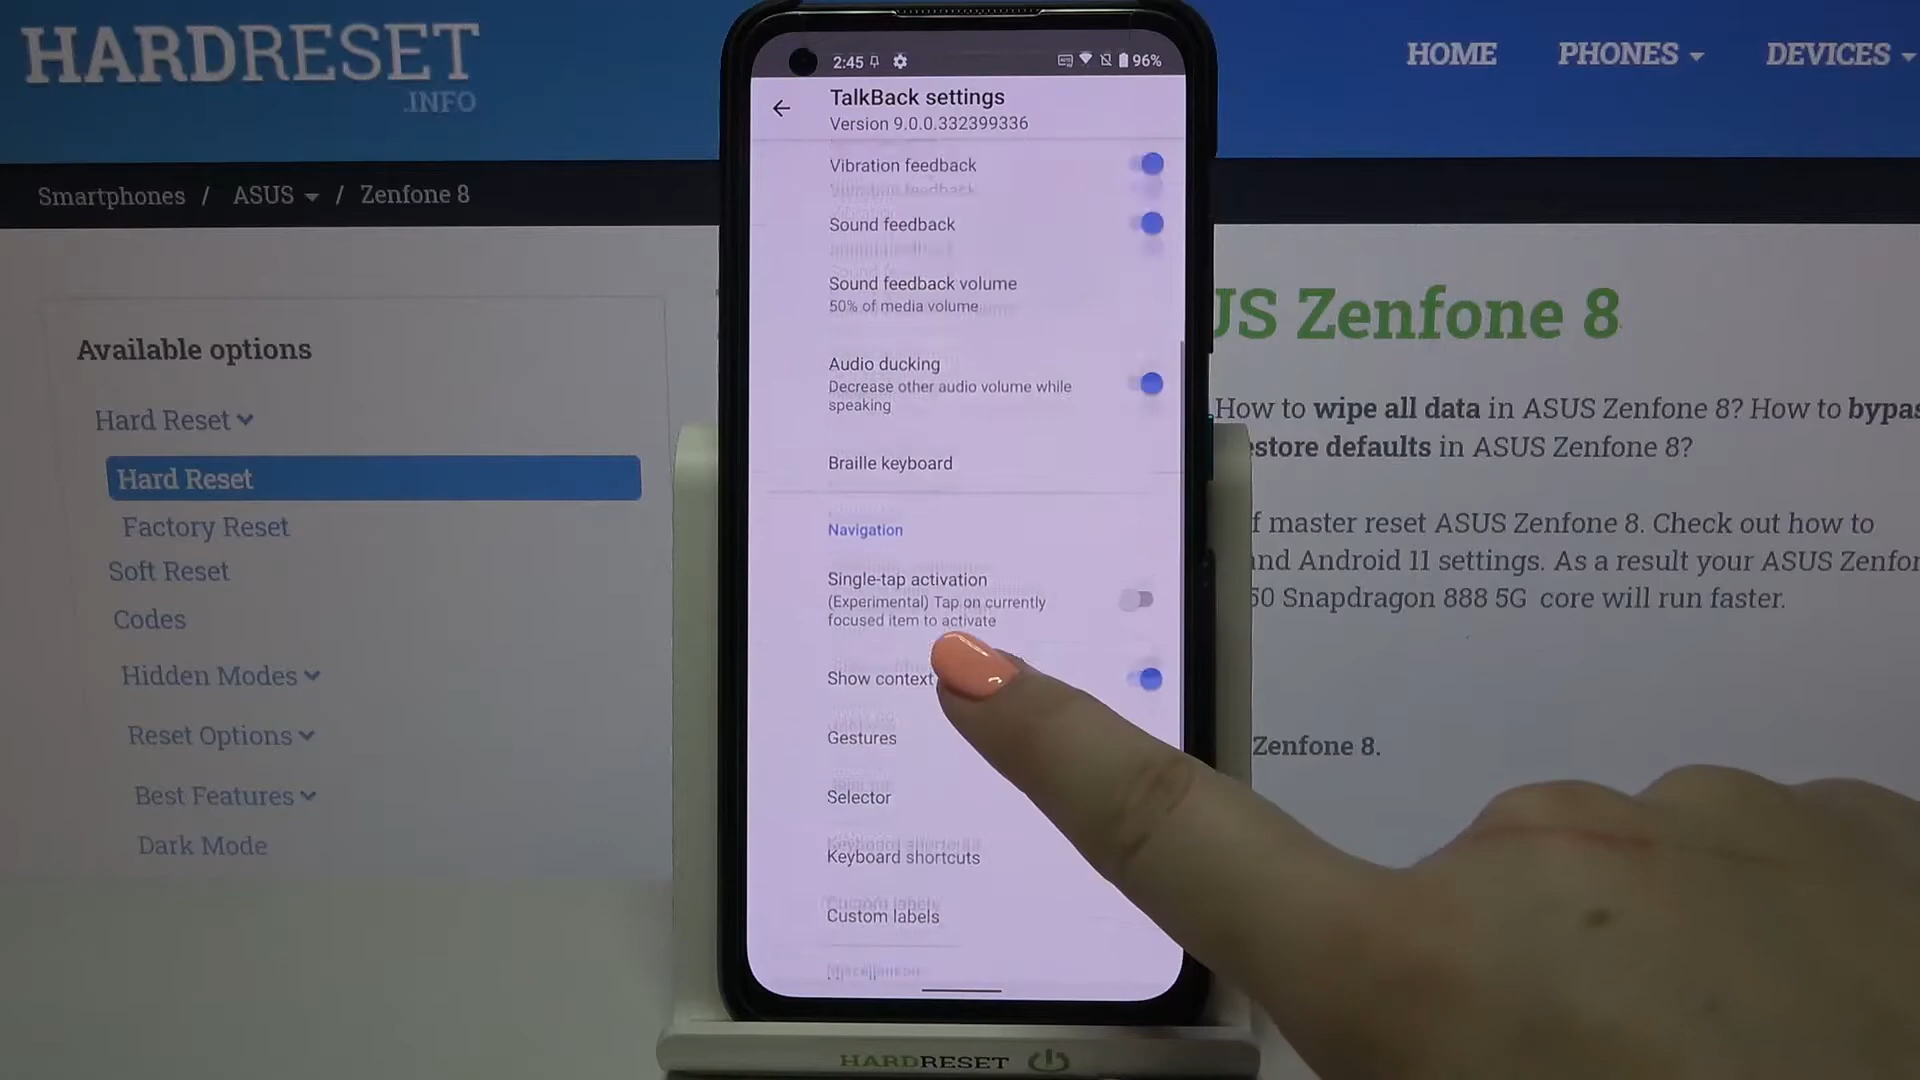 HARDRESET
.INFO
HOME PHONES DEVICES
Smartphones / ASUS / Zenfone 8
Available options
Hard Reset
Hard Reset
Factory Reset
Soft Reset
Codes
Hidden Modes
Reset Options
Best Features
Dark Mode
2:45 96%
TalkBack settings
Version 9.0.0.332399336
Vibration feedback
Sound feedback
Sound feedback volume
50% of media volume
Audio ducking
Decrease other audio volume while
speaking
Braille keyboard
Navigation
Single-tap activation
(Experimental) Tap on currently
focused item to activate
Show context
Gestures
Selector
Keyboard shortcuts
Custom labels
Miscellaneous
US Zenfone 8
How to wipe all data in ASUS Zenfone 8? How to bypas
estore defaults in ASUS Zenfone 8?
f master reset ASUS Zenfone 8. Check out how to
and Android 11 settings. As a result your ASUS Zenfon
50 Snapdragon 888 5G core will run faster.
Zenfone 8.
HARDRESET